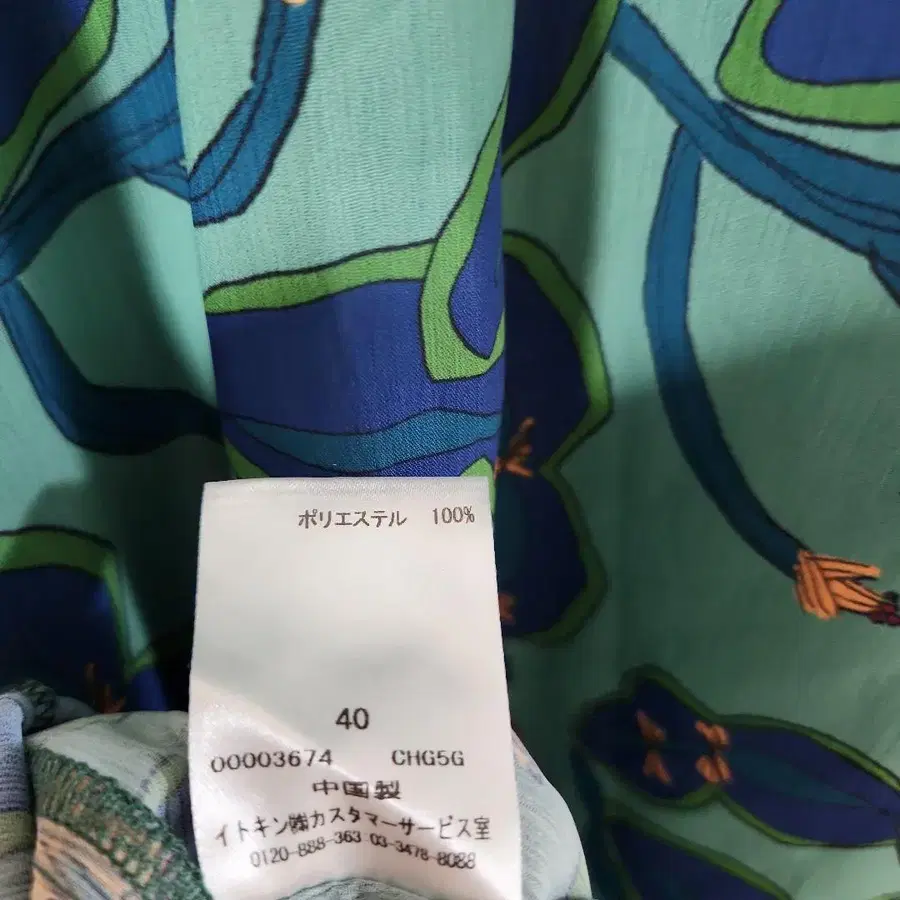 ポリエステル 100%
40
00003674 CHG5G
中国製
イトキン㈱カスタマーサービス室
0120-888-363 03-3478-8088